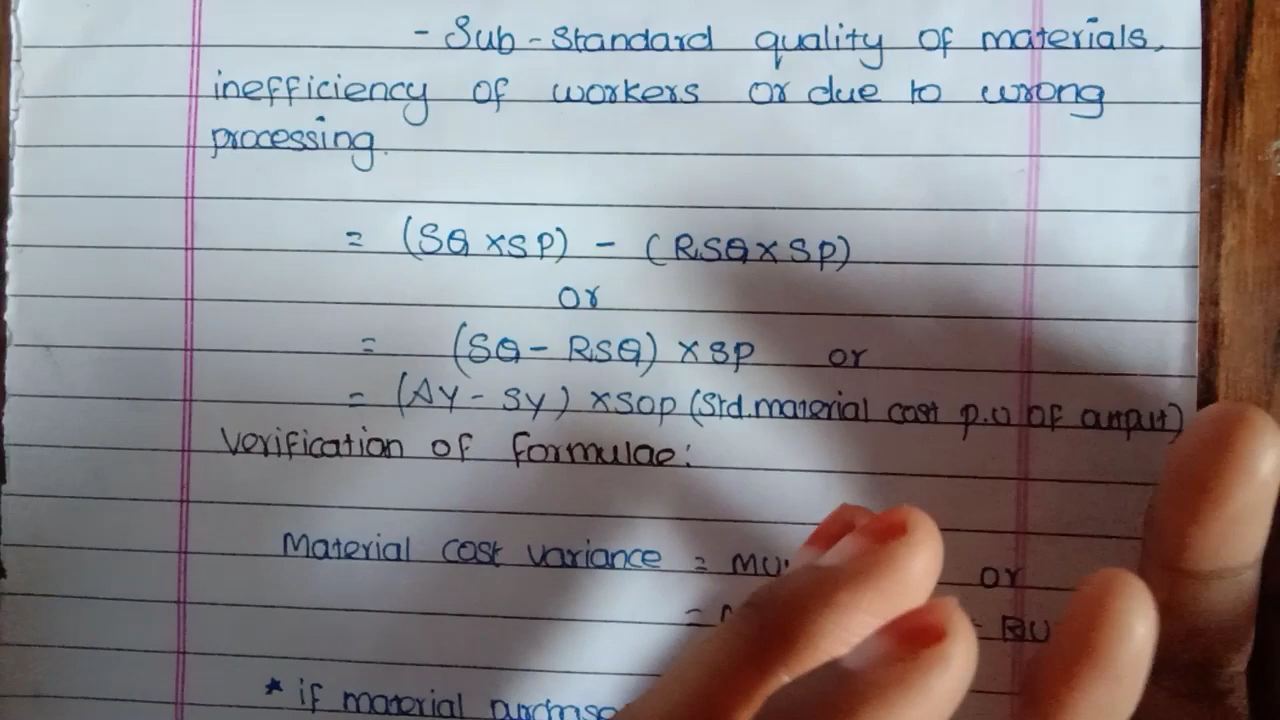 - Sub-Standard quality of materials,
inefficiency of workers or due to wrong
processing.
= (SQ x SP) - (RSQ x SP)
or
= (SQ - RSQ) x SP or
= (AY - SY) x SOP (Std. material cost p.u of output)
Verification of formulae:
Material cost variance = MU or
= - RU
* if material purchase